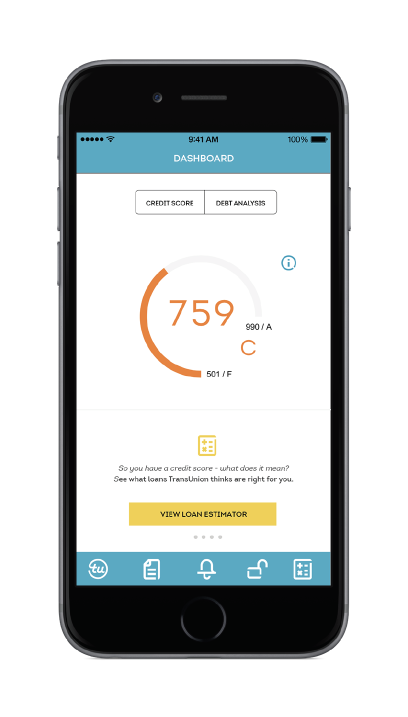 9:41 AM
100%
DASHBOARD
CREDIT SCORE
DEBT ANALYSIS
759
990 / A
C
501 / F
So you have a credit score - what does it mean?
See what loans TransUnion thinks are right for you.
VIEW LOAN ESTIMATOR
tu